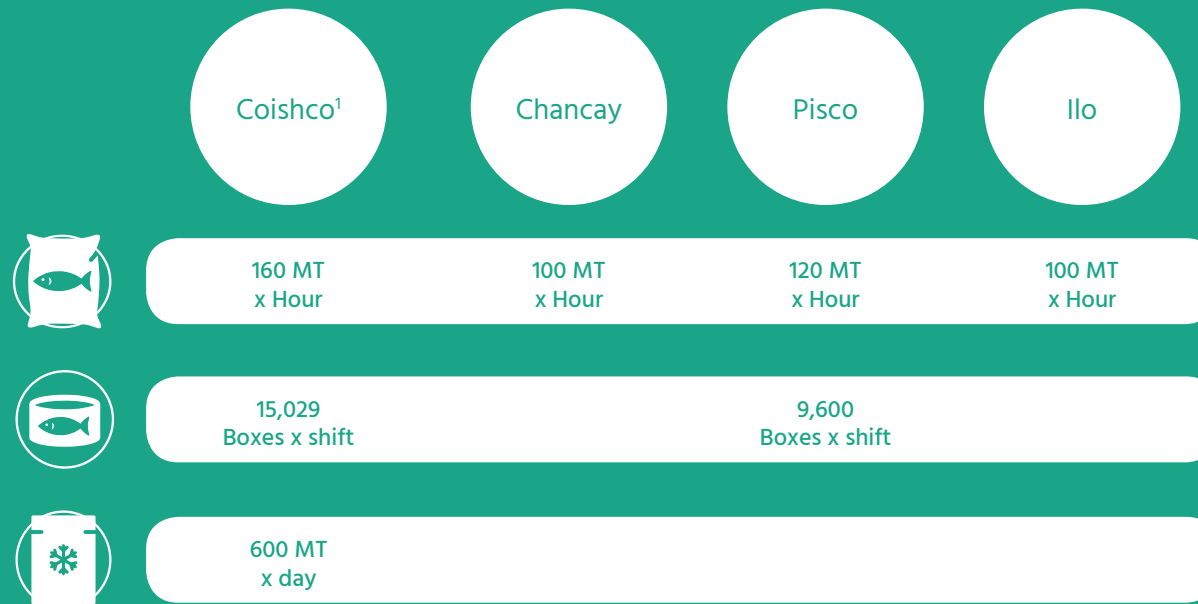 Coishco¹ Chancay Pisco Ilo
160 MT 100 MT 120 MT 100 MT
x Hour x Hour x Hour x Hour
15,029 9,600
Boxes x shift Boxes x shift
600 MT
x day